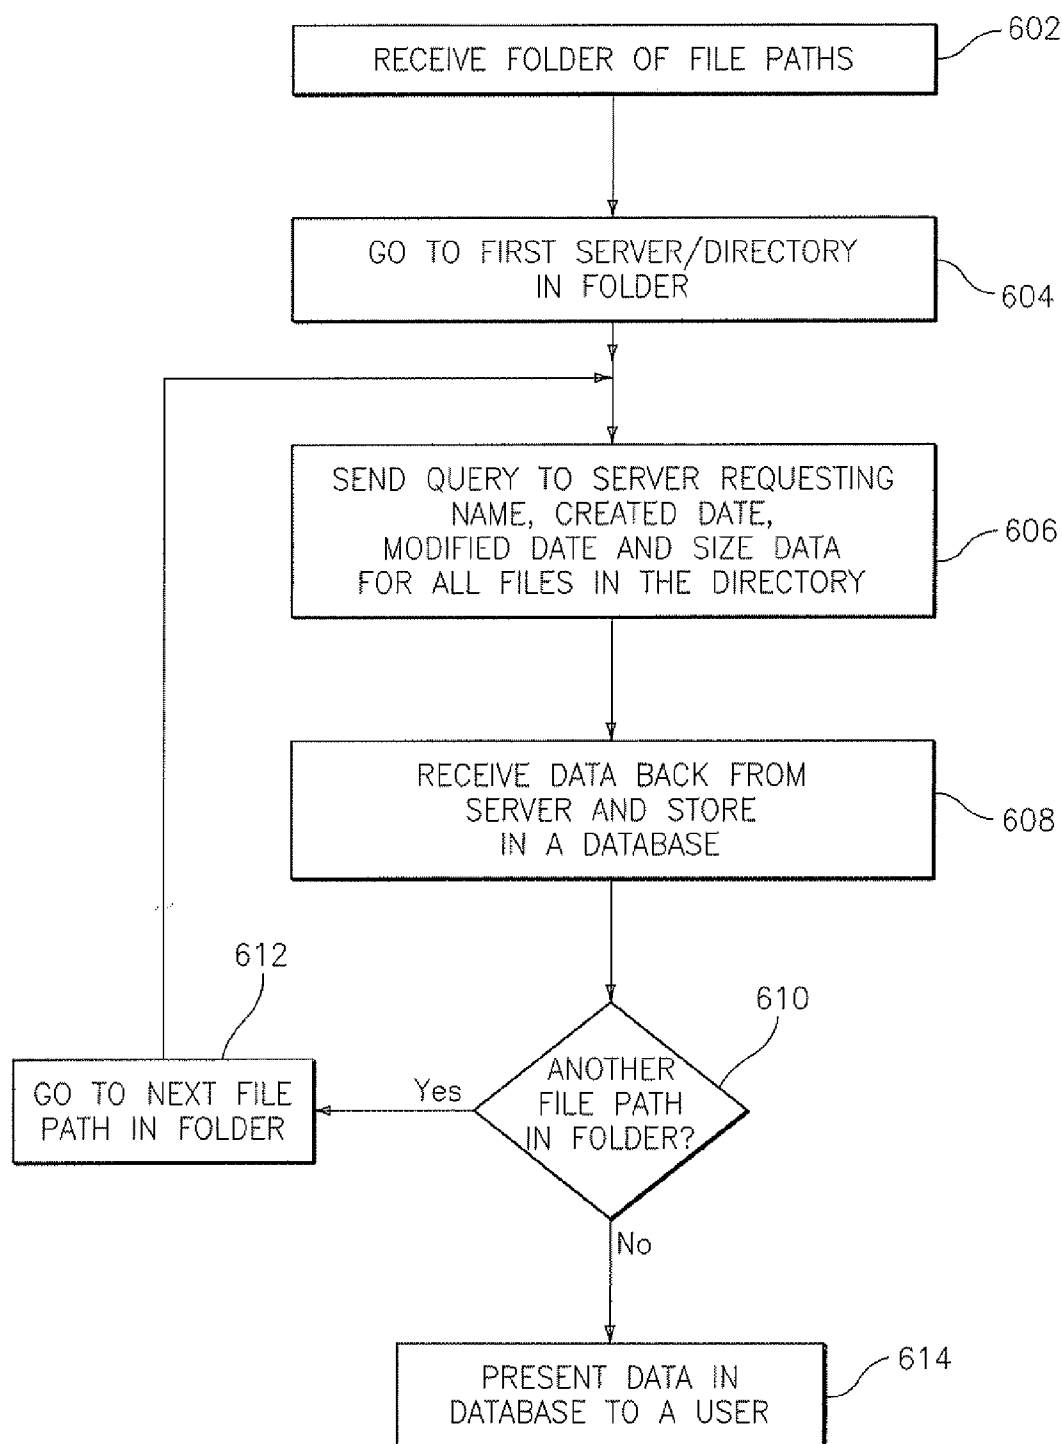 RECEIVE FOLDER OF FILE PATHS
602
GO TO FIRST SERVER/DIRECTORY
IN FOLDER
604
SEND QUERY TO SERVER REQUESTING
NAME, CREATED DATE,
MODIFIED DATE AND SIZE DATA
FOR ALL FILES IN THE DIRECTORY
606
RECEIVE DATA BACK FROM
SERVER AND STORE
IN A DATABASE
608
612
610
GO TO NEXT FILE
PATH IN FOLDER
Yes
ANOTHER
FILE PATH
IN FOLDER?
No
PRESENT DATA IN
DATABASE TO A USER
614